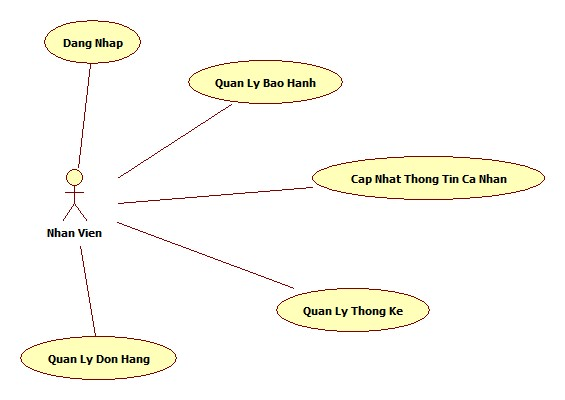 Dang Nhap
Quan Ly Bao Hanh
Cap Nhat Thong Tin Ca Nhan
Nhan Vien
Quan Ly Thong Ke
Quan Ly Don Hang